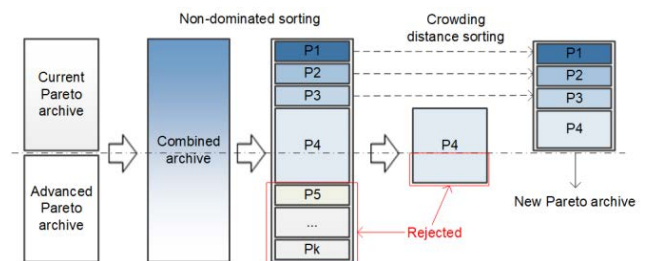 Non-dominated sorting
Crowding
distance sorting
Current
Pareto
archive
Advanced
Pareto
archive
Combined
archive
P1
P2
P3
P4
P5
...
Pk
P4
Rejected
P1
P2
P3
P4
New Pareto archive